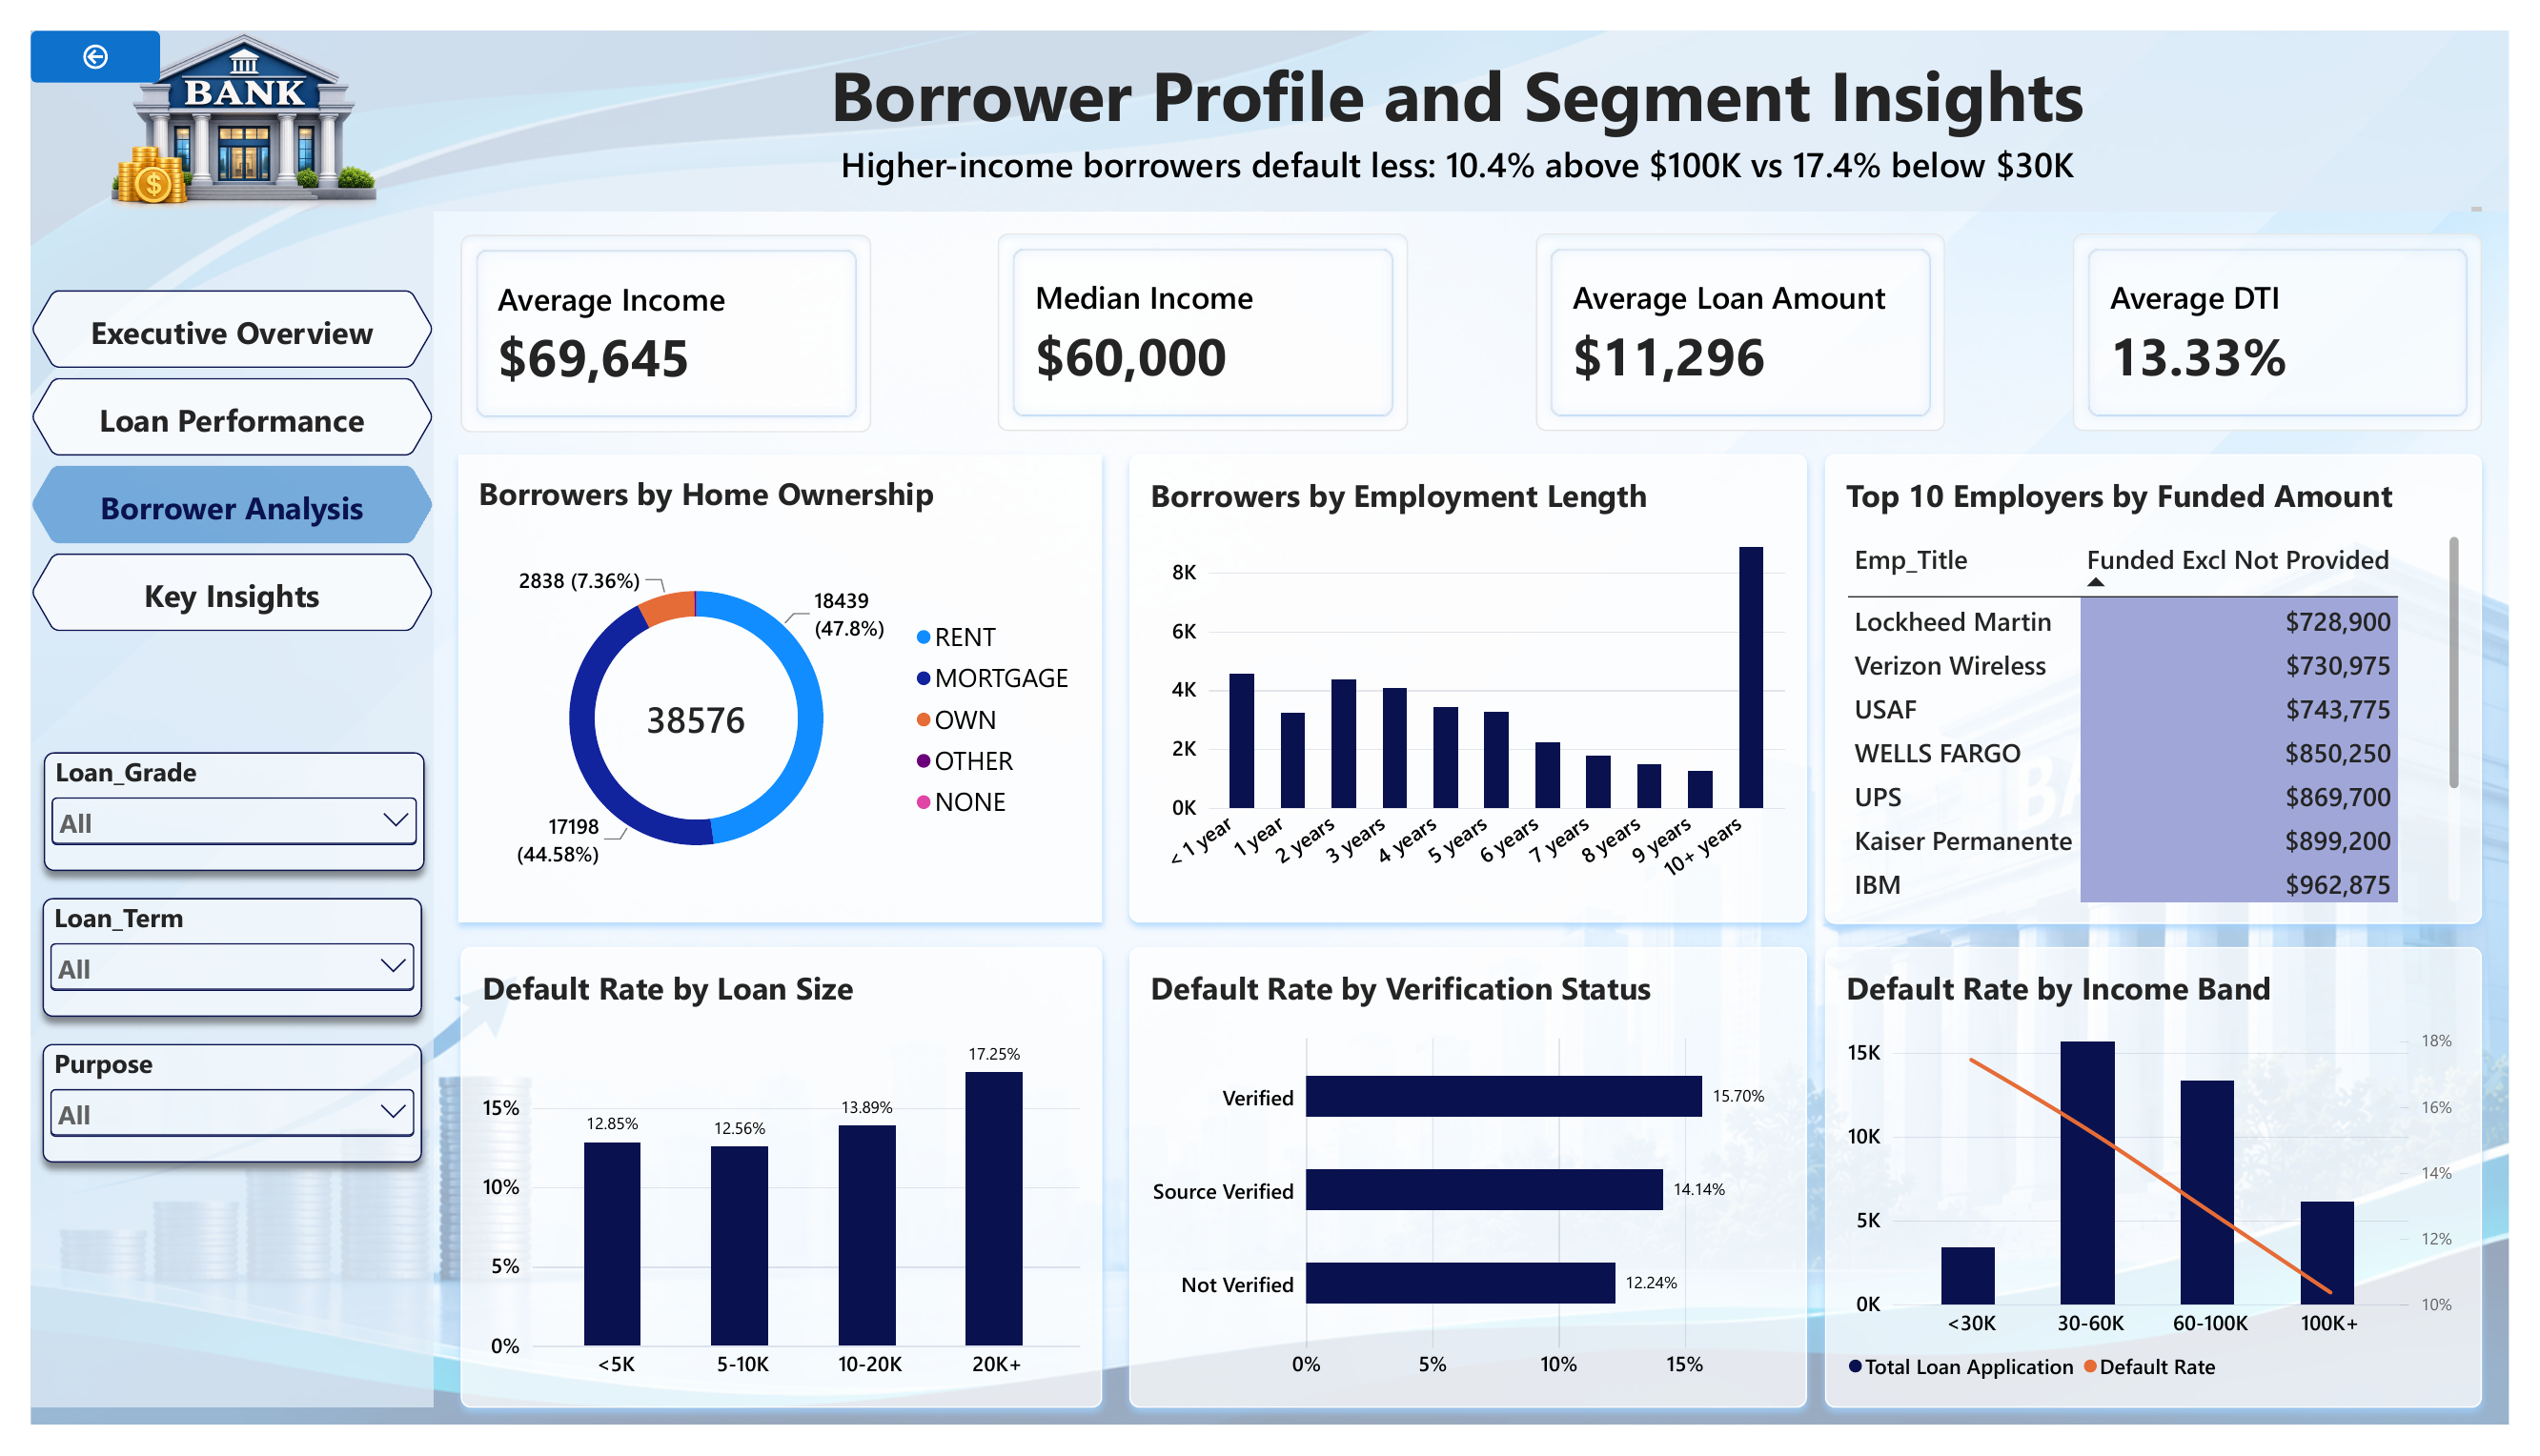 BANK
Borrower Profile and Segment Insights
Higher-income borrowers default less: 10.4% above $100K vs 17.4% below $30K
Executive Overview
Loan Performance
Borrower Analysis
Key Insights
Loan_Grade
All
Loan_Term
All
Purpose
All
Average Income
$69,645
Median Income
$60,000
Average Loan Amount
$11,296
Average DTI
13.33%
Borrowers by Home Ownership
2838 (7.36%)
18439
(47.8%)
38576
17198
(44.58%)
RENT
MORTGAGE
OWN
OTHER
NONE
Borrowers by Employment Length
8K
6K
4K
2K
0K
< 1 year
1 year
2 years
3 years
4 years
5 years
6 years
7 years
8 years
9 years
10+ years
Top 10 Employers by Funded Amount
Emp_Title Funded Excl Not Provided
Lockheed Martin $728,900
Verizon Wireless $730,975
USAF $743,775
WELLS FARGO $850,250
UPS $869,700
Kaiser Permanente $899,200
IBM $962,875
Default Rate by Loan Size
15%
10%
5%
0%
12.85%
12.56%
13.89%
17.25%
<5K 5-10K 10-20K 20K+
Default Rate by Verification Status
Verified 15.70%
Source Verified 14.14%
Not Verified 12.24%
0% 5% 10% 15%
Default Rate by Income Band
15K
10K
5K
0K
18%
16%
14%
12%
10%
<30K 30-60K 60-100K 100K+
Total Loan Application Default Rate